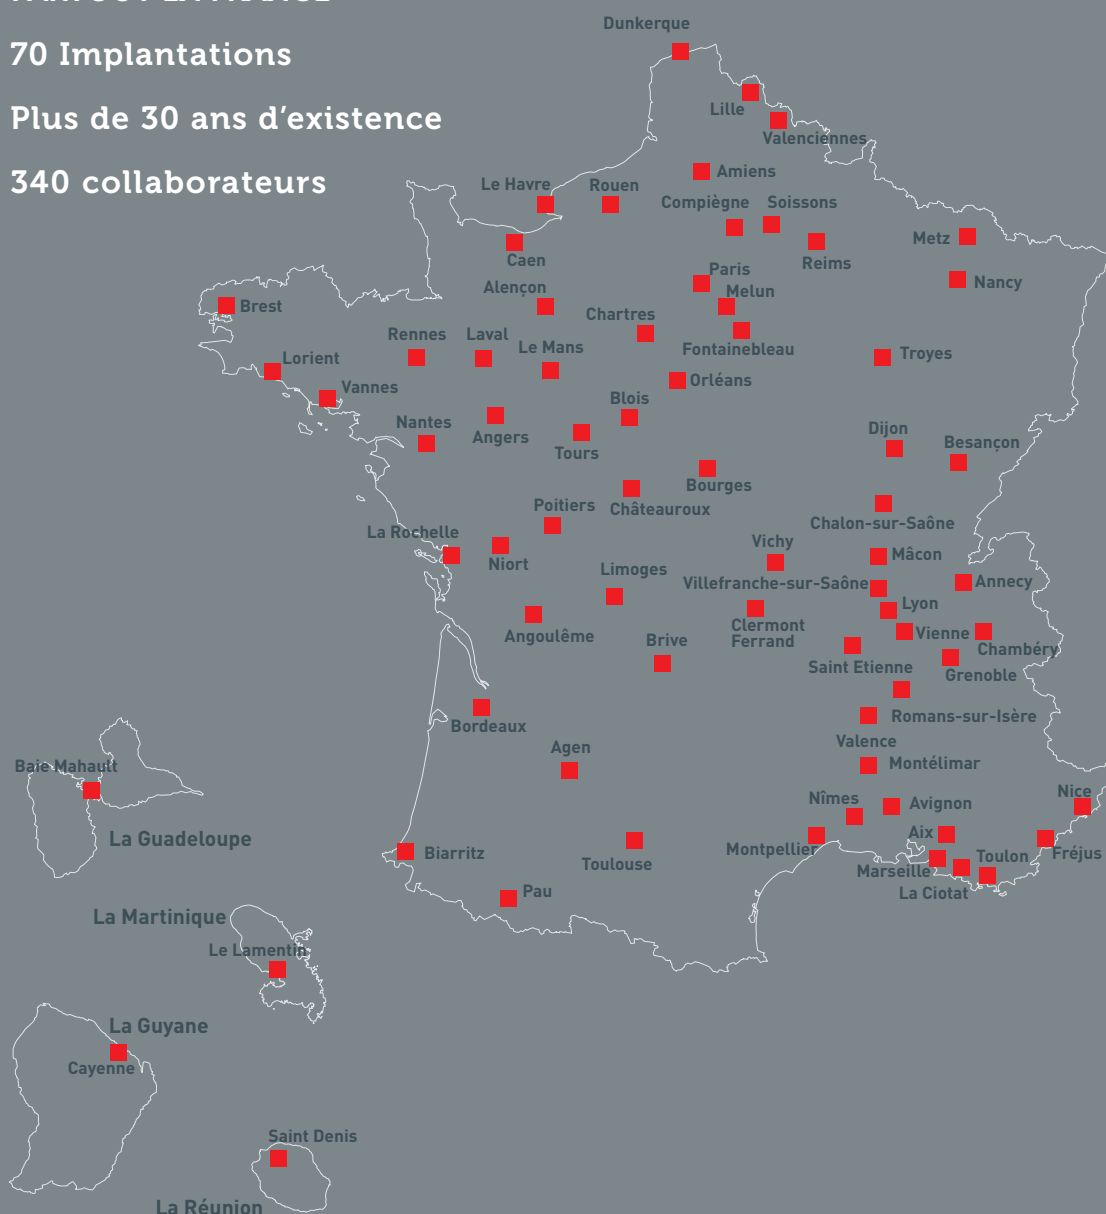 PARTOUT LA FRANCE
70 Implantations
Plus de 30 ans d'existence
340 collaborateurs
Dunkerque
Lille
Valenciennes
Amiens
Le Havre
Rouen
Compiègne
Soissons
Caen
Reims
Metz
Nancy
Paris
Melun
Alençon
Chartres
Fontainebleau
Brest
Rennes
Laval
Le Mans
Troyes
Lorient
Vannes
Orléans
Blois
Nantes
Angers
Tours
Dijon
Besançon
Bourges
Châteauroux
Poitiers
Chalon-sur-Saône
La Rochelle
Niort
Vichy
Mâcon
Limoges
Villefranche-sur-Saône
Annecy
Lyon
Angoulême
Clermont
Ferrand
Vienne
Brive
Chambéry
Saint Etienne
Grenoble
Bordeaux
Romans-sur-Isère
Valence
Agen
Montélimar
Baie Mahault
Nîmes
Avignon
Nice
La Guadeloupe
Aix
Biarritz
Toulouse
Montpellier
Toulon
Fréjus
Marseille
La Ciotat
Pau
La Martinique
Le Lamentin
La Guyane
Cayenne
Saint Denis
La Réunion